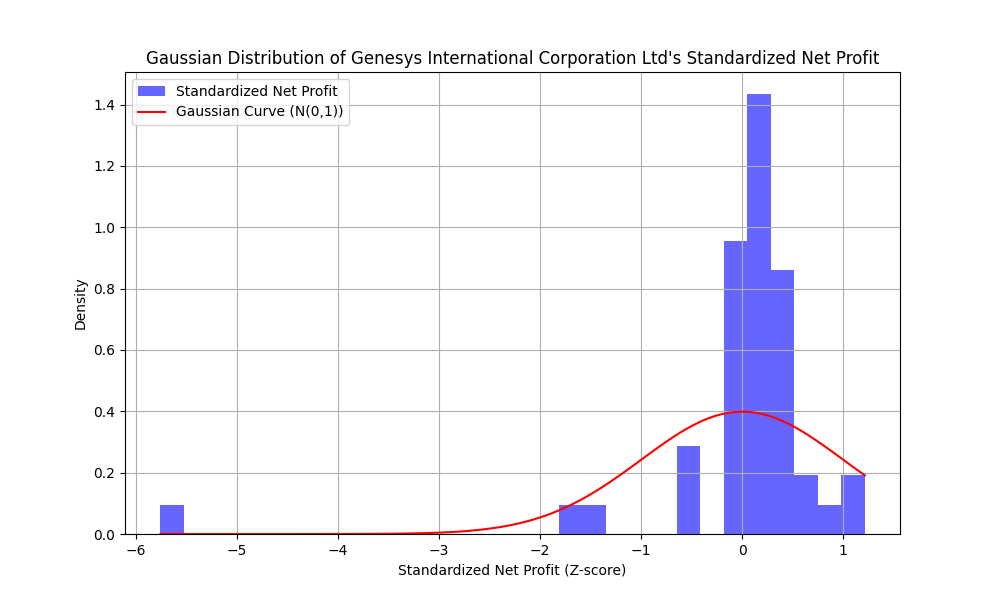 Gaussian Distribution of Genesys International Corporation Ltd's Standardized Net Profit
Standardized Net Profit
Gaussian Curve (N(0,1))
1.4
1.2
1.0
0.8
0.6
0.4
0.2
0.0
Density
−6 −5 −4 −3 −2 −1 0 1
Standardized Net Profit (Z-score)